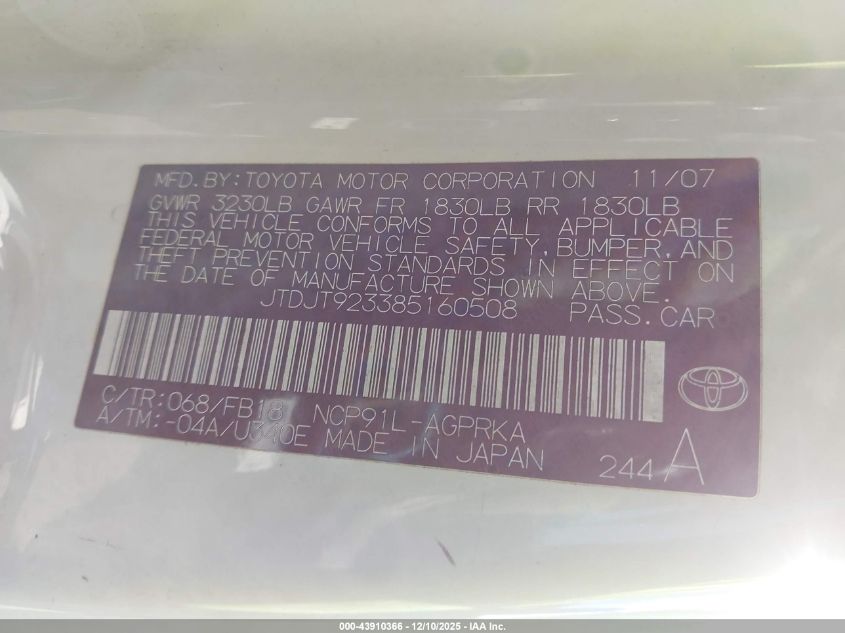 MFD.BY:TOYOTA MOTOR CORPORATION 11/07
GVWR 3230LB GAWR FR 1830LB RR 1830LB
THIS VEHICLE CONFORMS TO ALL APPLICABLE
FEDERAL MOTOR VEHICLE SAFETY, BUMPER, AND
THEFT PREVENTION STANDARDS IN EFFECT ON
THE DATE OF MANUFACTURE SHOWN ABOVE.
JTDJT923385160508 PASS.CAR
C/TR:068/FB18 NCP91L-AGPRKA
A/TM:-04A/U340E MADE IN JAPAN
244 A
000-43910366 - 12/10/2025 - IAA Inc.